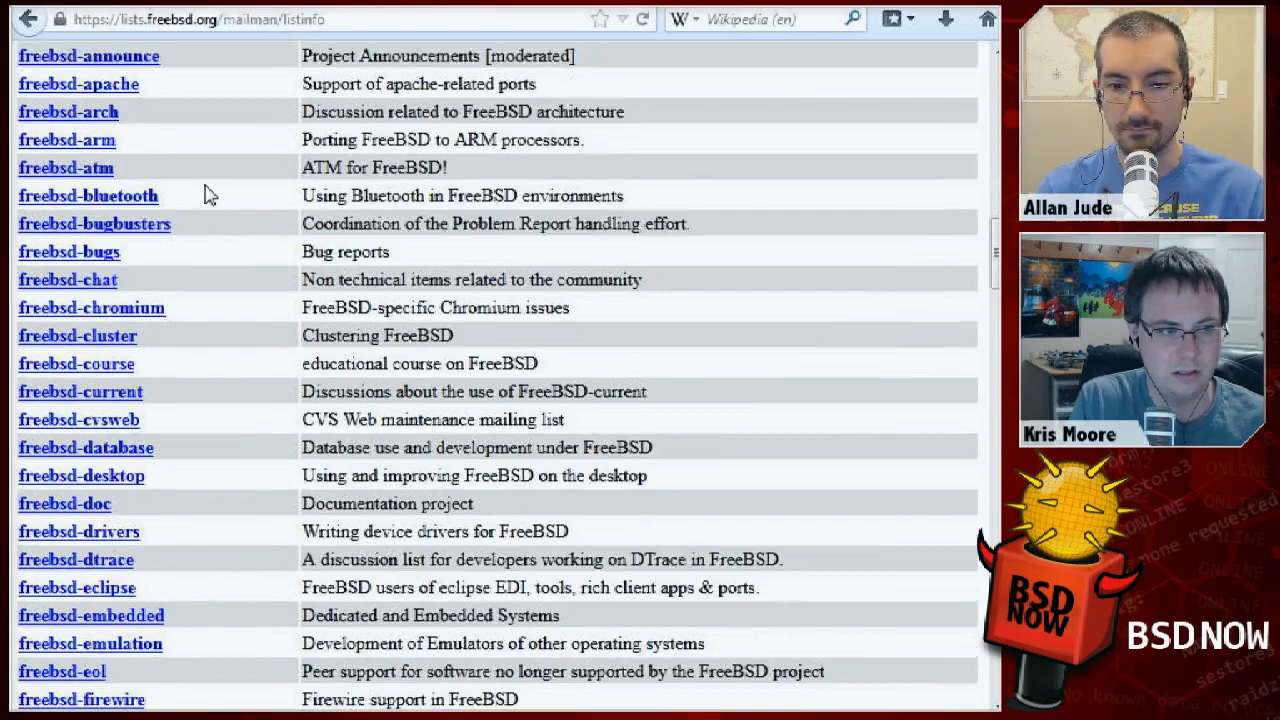 https://lists.freebsd.org/mailman/listinfo
W Wikipedia (en)
freebsd-announce Project Announcements [moderated]
freebsd-apache Support of apache-related ports
freebsd-arch Discussion related to FreeBSD architecture
freebsd-arm Porting FreeBSD to ARM processors.
freebsd-atm ATM for FreeBSD!
freebsd-bluetooth Using Bluetooth in FreeBSD environments
freebsd-bugbusters Coordination of the Problem Report handling effort.
freebsd-bugs Bug reports
freebsd-chat Non technical items related to the community
freebsd-chromium FreeBSD-specific Chromium issues
freebsd-cluster Clustering FreeBSD
freebsd-course educational course on FreeBSD
freebsd-current Discussions about the use of FreeBSD-current
freebsd-cvsweb CVS Web maintenance mailing list
freebsd-database Database use and development under FreeBSD
freebsd-desktop Using and improving FreeBSD on the desktop
freebsd-doc Documentation project
freebsd-drivers Writing device drivers for FreeBSD
freebsd-dtrace A discussion list for developers working on DTrace in FreeBSD.
freebsd-eclipse FreeBSD users of eclipse EDI, tools, rich client apps & ports.
freebsd-embedded Dedicated and Embedded Systems
freebsd-emulation Development of Emulators of other operating systems
freebsd-eol Peer support for software no longer supported by the FreeBSD project
freebsd-firewire Firewire support in FreeBSD
Allan Jude
Kris Moore
BSD
NOW
BSD NOW